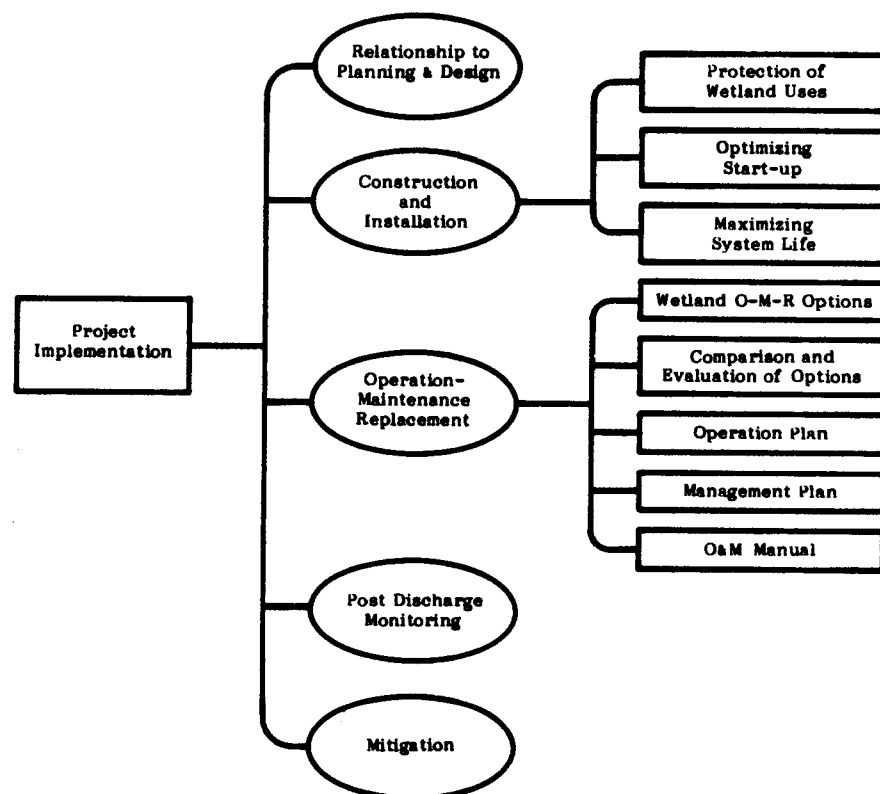 Project
Implementation
Relationship to
Planning & Design
Construction
and
Installation
Protection of
Wetland Uses
Optimizing
Start-up
Maximizing
System Life
Operation-
Maintenance
Replacement
Wetland O-M-R Options
Comparison and
Evaluation of Options
Operation Plan
Management Plan
O&M Manual
Post Discharge
Monitoring
Mitigation